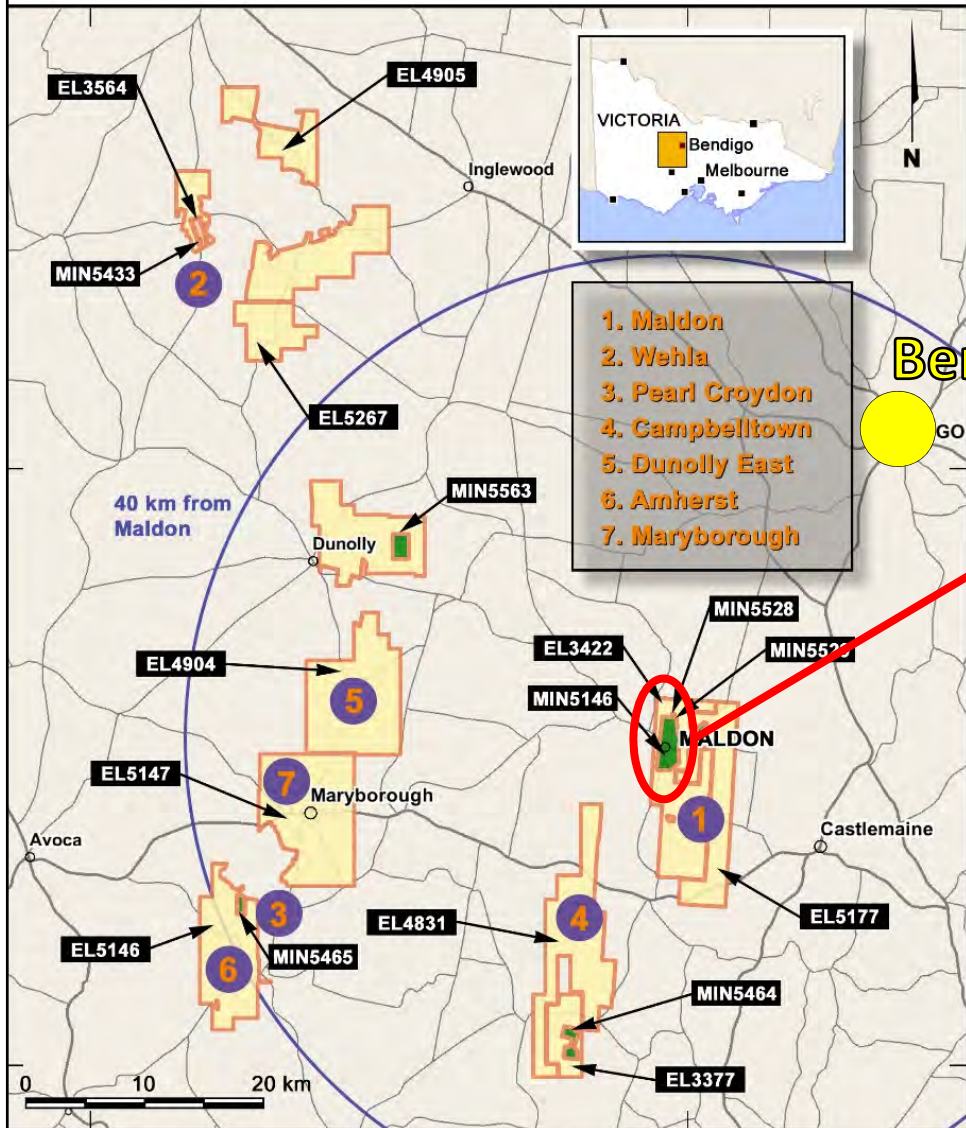 EL4905
EL3564
VICTORIA
Bendigo
Melbourne
N
Inglewood
MIN5433
2
1. Maldon
2. Wehla
3. Pearl Croydon
4. Campbelltown
5. Dunolly East
6. Amherst
7. Maryborough
Ben
GO
EL5267
40 km from
Maldon
MIN5563
Dunolly
MIN5528
EL3422
MIN5529
EL4904
MIN5146
5
MALDON
EL5147
7
Maryborough
1
Castlemaine
Avoca
3
4
EL4831
EL5177
EL5146
MIN5465
6
MIN5464
0 10 20 km
EL3377